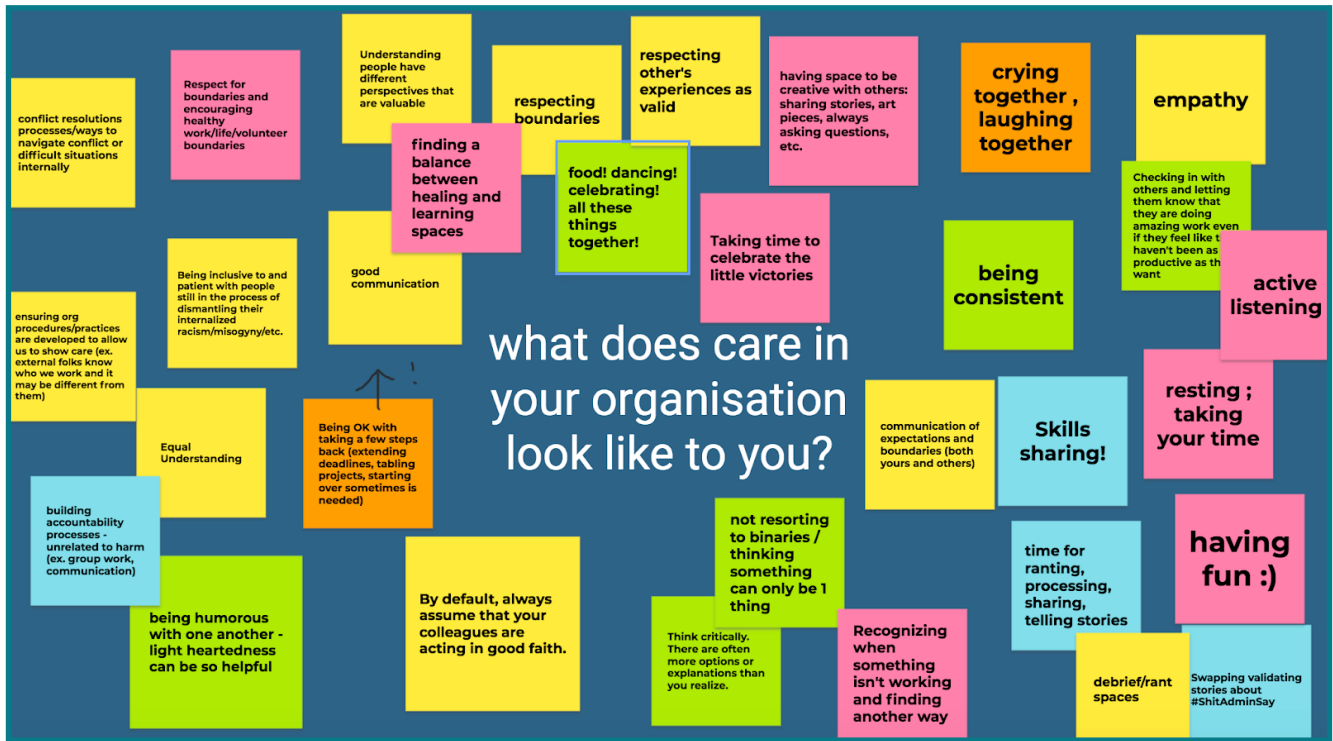 conflict resolutions
processes/ways to
navigate conflict or
difficult situations
internally
Respect for
boundaries and
encouraging
healthy
work/life/volunteer
boundaries
Understanding
people have
different
perspectives that
are valuable
finding a
balance
between
healing and
learning
spaces
respecting
boundaries
respecting
other's
experiences as
valid
food! dancing!
celebrating!
all these
things
together!
having space to be
creative with others:
sharing stories, art
pieces, always
asking questions,
etc.
Taking time to
celebrate the
little victories
crying
together ,
laughing
together
empathy
Checking in with
others and letting
them know that
they are doing
amazing work even
if they feel like
haven't been as
productive as
want
active
listening
being
consistent
Being inclusive to and
patient with people
still in the process of
dismantling their
internalized
racism/misogyny/etc.
good
communication
ensuring org
procedures/practices
are developed to allow
us to show care (ex.
external folks know
who we work and it
may be different from
them)
what does care in
your organisation
look like to you?
Equal
Understanding
Being OK with
taking a few steps
back (extending
deadlines, tabling
projects, starting
over sometimes is
needed)
communication of
expectations and
boundaries (both
yours and others)
Skills
sharing!
resting ;
taking
your time
building
accountability
processes -
unrelated to harm
(ex. group work,
communication)
being humorous
with one another -
light heartedness
can be so helpful
By default, always
assume that your
colleagues are
acting in good faith.
not resorting
to binaries /
thinking
something
can only be 1
thing
Think critically.
There are often
more options or
explanations than
you realize.
Recognizing
when
something
isn't working
and finding
another way
time for
ranting,
processing,
sharing,
telling stories
having
fun :)
debrief/rant
spaces
Swapping validating
stories about
#ShitAdminSay